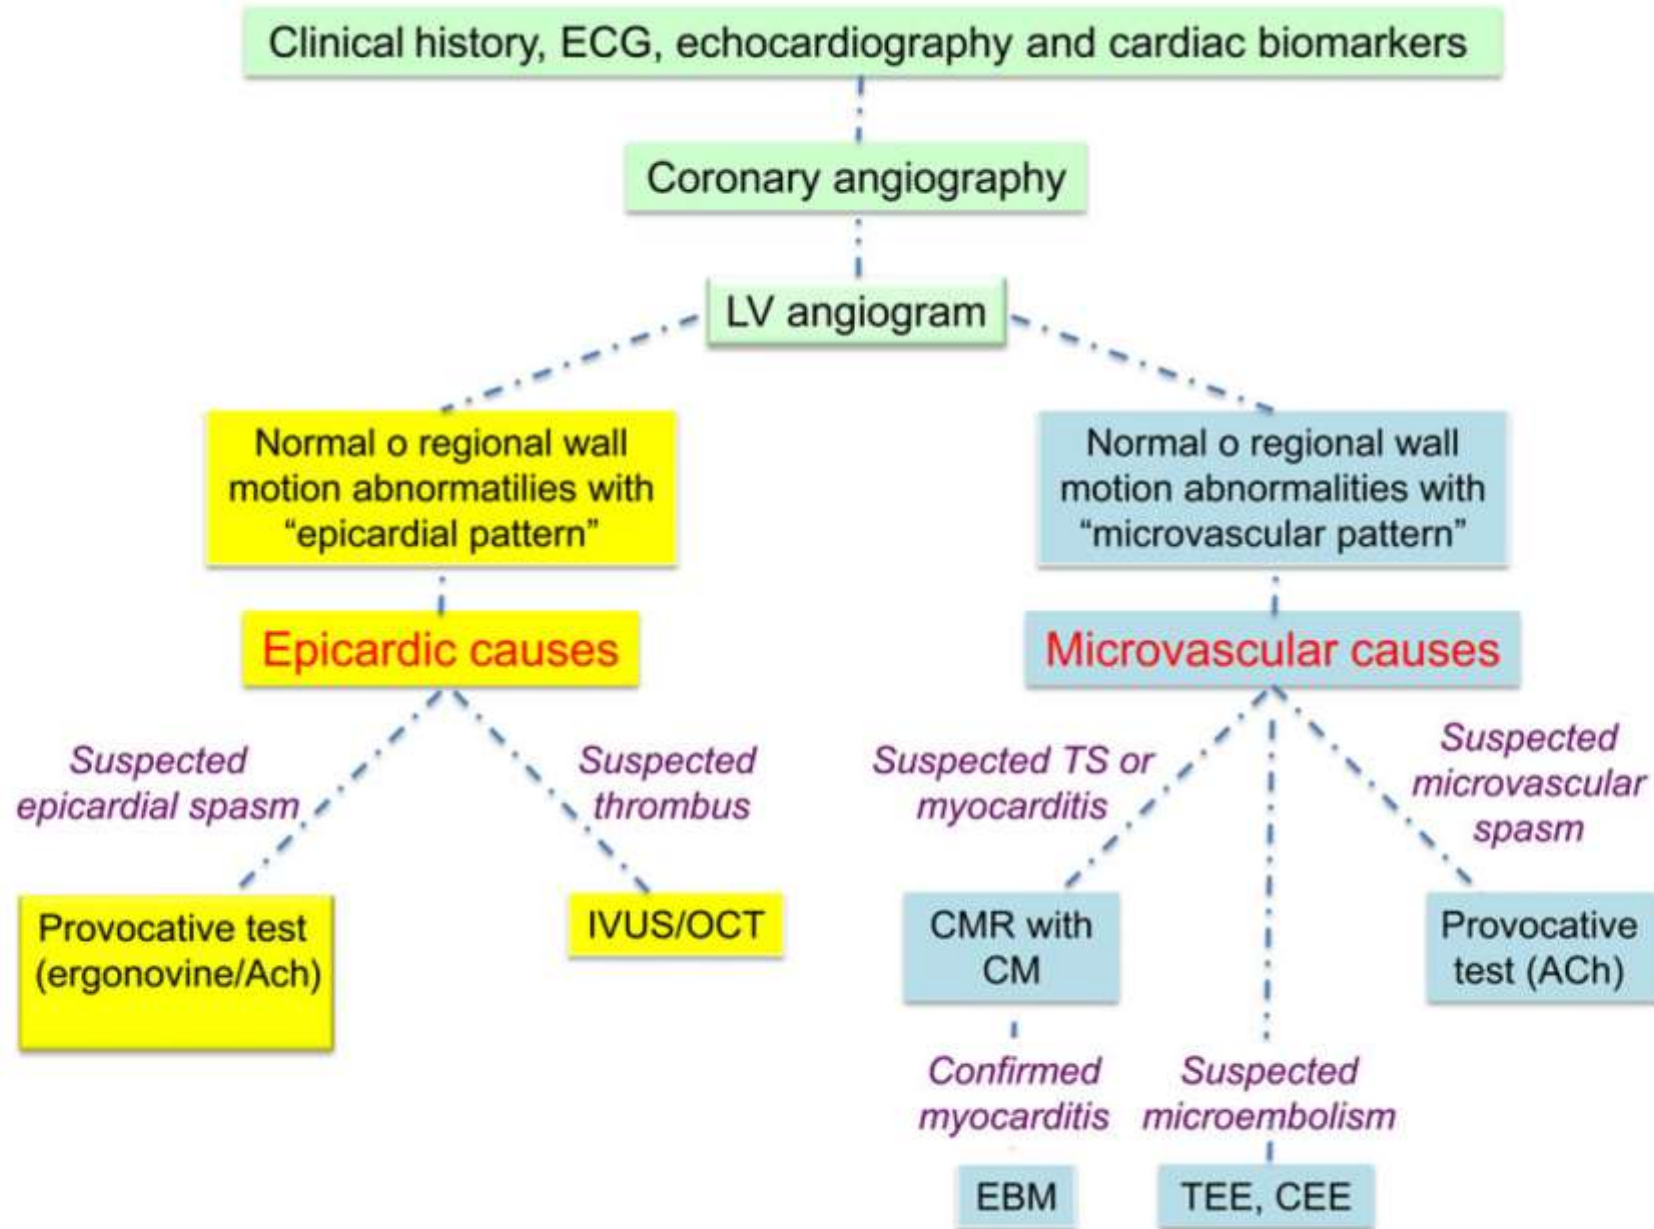 Clinical history, ECG, echocardiography and cardiac biomarkers
Coronary angiography
LV angiogram
Normal o regional wall
motion abnormatilies with
“epicardial pattern”
Normal o regional wall
motion abnormalities with
“microvascular pattern”
Epicardic causes
Microvascular causes
Suspected
epicardial spasm
Suspected
thrombus
Suspected TS or
myocarditis
Suspected
microvascular
spasm
Provocative test
(ergonovine/Ach)
IVUS/OCT
CMR with
CM
Provocative
test (ACh)
Confirmed
myocarditis
Suspected
microembolism
EBM
TEE, CEE